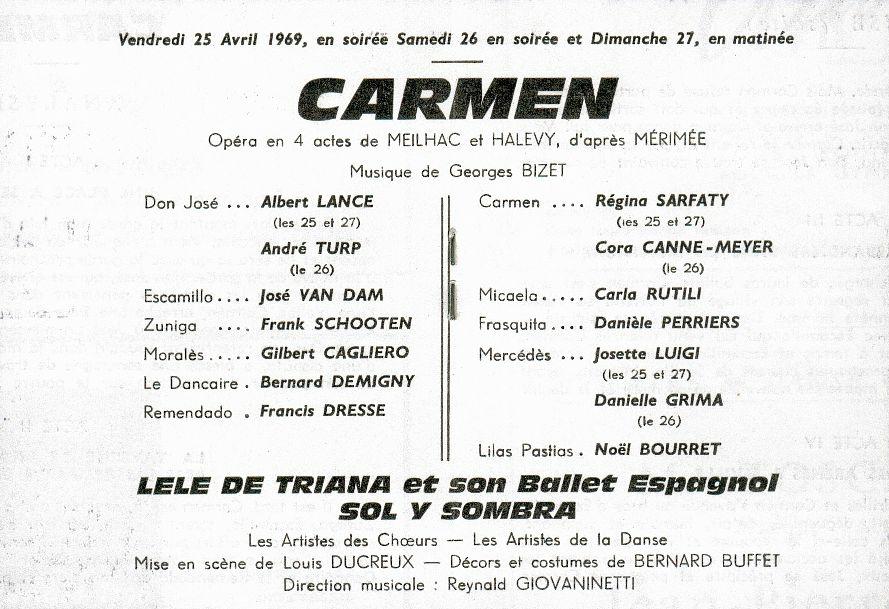 Vendredi 25 Avril 1969, en soirée Samedi 26 en soirée et Dimanche 27, en matinée
CARMEN
Opéra en 4 actes de MEILHAC et HALEVY, d'après MÉRIMÉE
Musique de Georges BIZET
Don José ... Albert LANCE
(les 25 et 27)
André TURP
(le 26)
Escamillo .... José VAN DAM
Zuniga .... Frank SCHOOTEN
Moralès ... Gilbert CAGLIERO
Le Dancaire . Bernard DEMIGNY
Remendado . Francis DRESSE
Carmen .... Régina SARFATY
(les 25 et 27)
Cora CANNE-MEYER
(le 26)
Micaela ..... Carla RUTILI
Frasquita .... Danièle PERRIERS
Mercédès ... Josette LUIGI
(les 25 et 27)
Danielle GRIMA
(le 26)
Lilas Pastias . Noël BOURRET
LELE DE TRIANA et son Ballet Espagnol
SOL Y SOMBRA
Les Artistes des Chœurs — Les Artistes de la Danse
Mise en scène de Louis DUCREUX — Décors et costumes de BERNARD BUFFET
Direction musicale : Reynald GIOVANINETTI